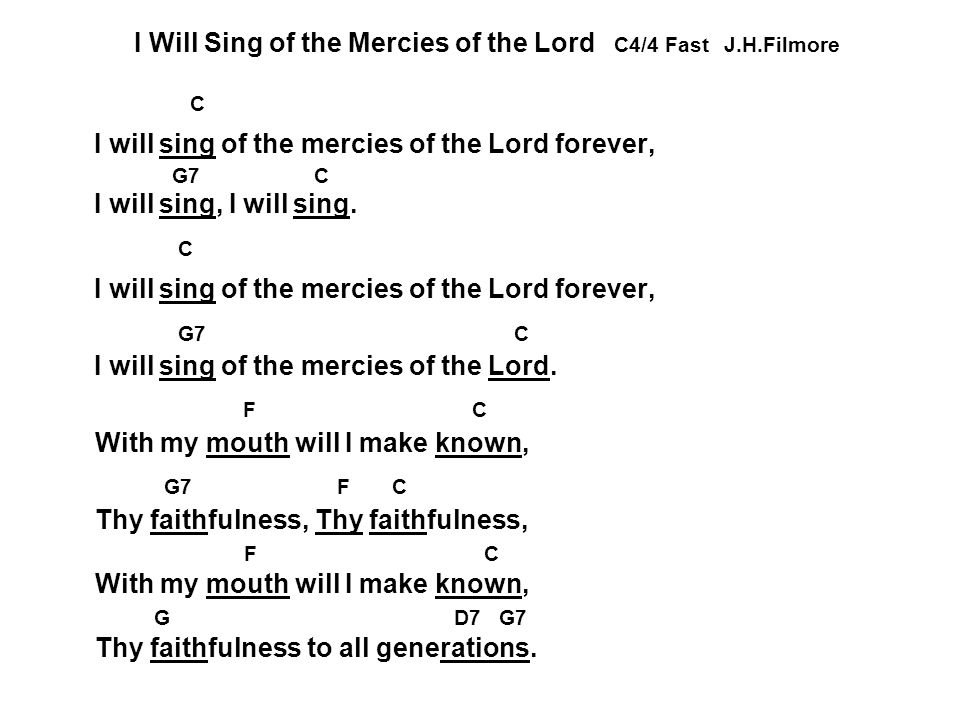 I Will Sing of the Mercies of the Lord C4/4 Fast J.H.Filmore
C
I will sing of the mercies of the Lord forever,
G7 C
I will sing, I will sing.
C
I will sing of the mercies of the Lord forever,
G7 C
I will sing of the mercies of the Lord.
F C
With my mouth will I make known,
G7 F C
Thy faithfulness, Thy faithfulness,
F C
With my mouth will I make known,
G D7 G7
Thy faithfulness to all generations.